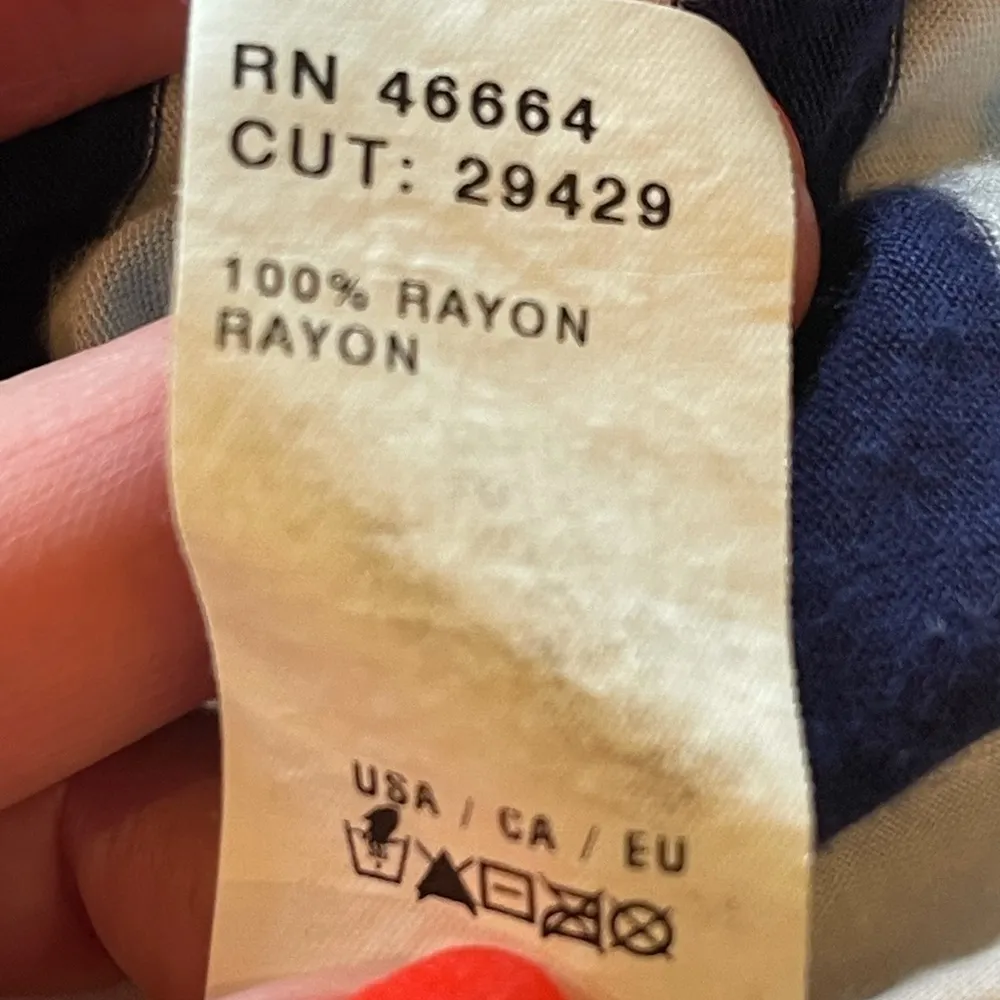 RN 46664
CUT: 29429
100% RAYON
RAYON
USA / CA / EU